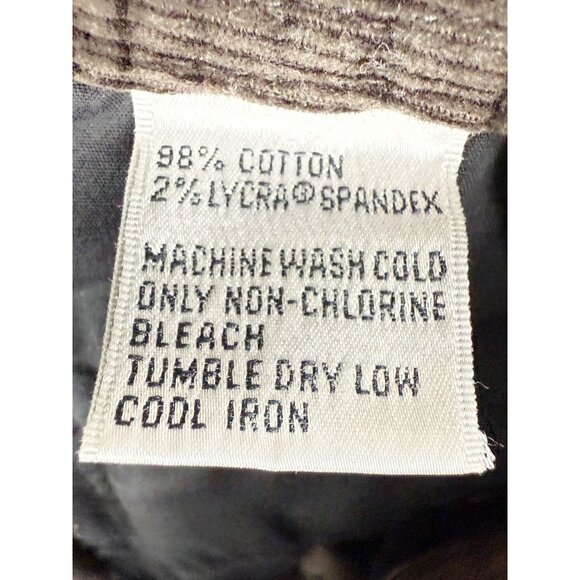 98% COTTON
2% LYCRA® SPANDEX
MACHINE WASH COLD
ONLY NON-CHLORINE
BLEACH
TUMBLE DRY LOW
COOL IRON